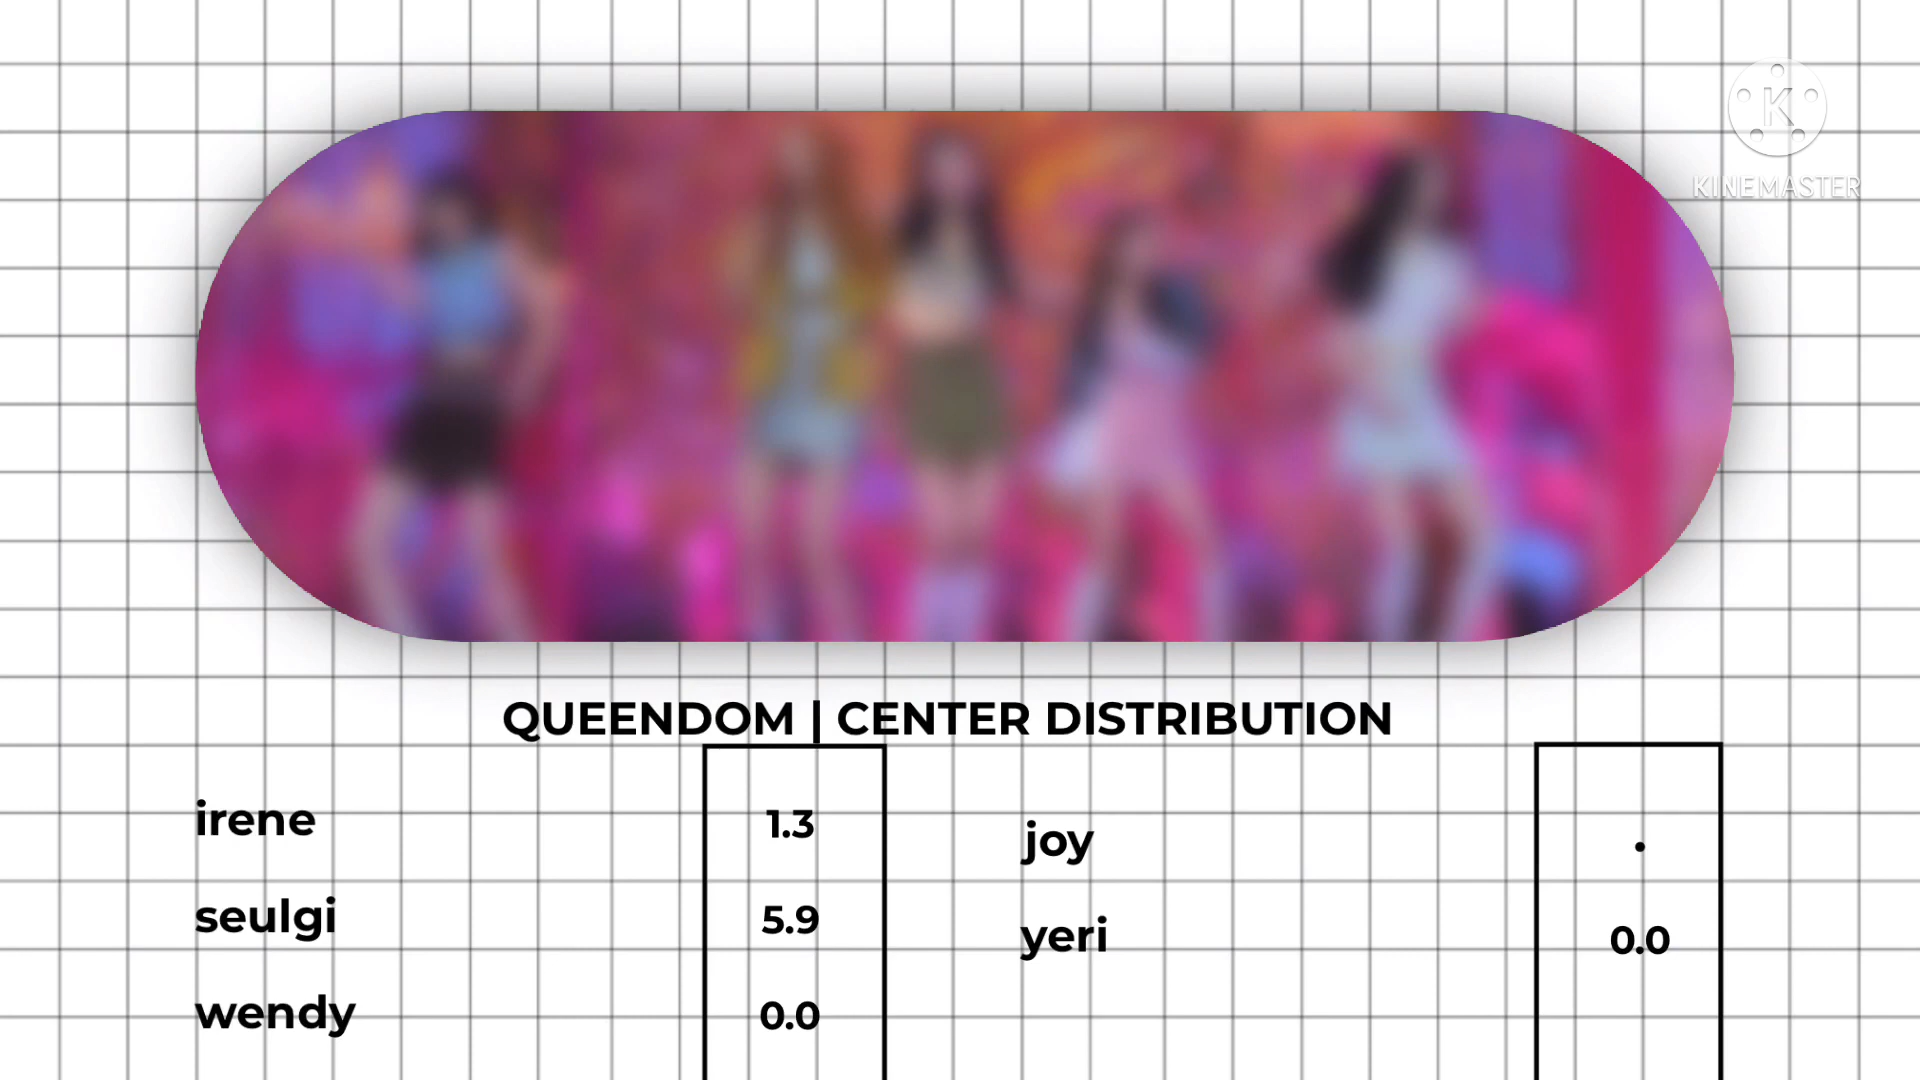 K
KINEMASTER
QUEENDOM | CENTER DISTRIBUTION
irene 1.3
seulgi 5.9
wendy 0.0
joy .
yeri 0.0